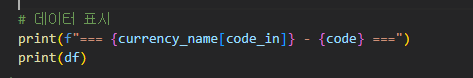 # 데이터 표시
print(f"=== {currency_name[code_in]} - {code} ===")
print(df)